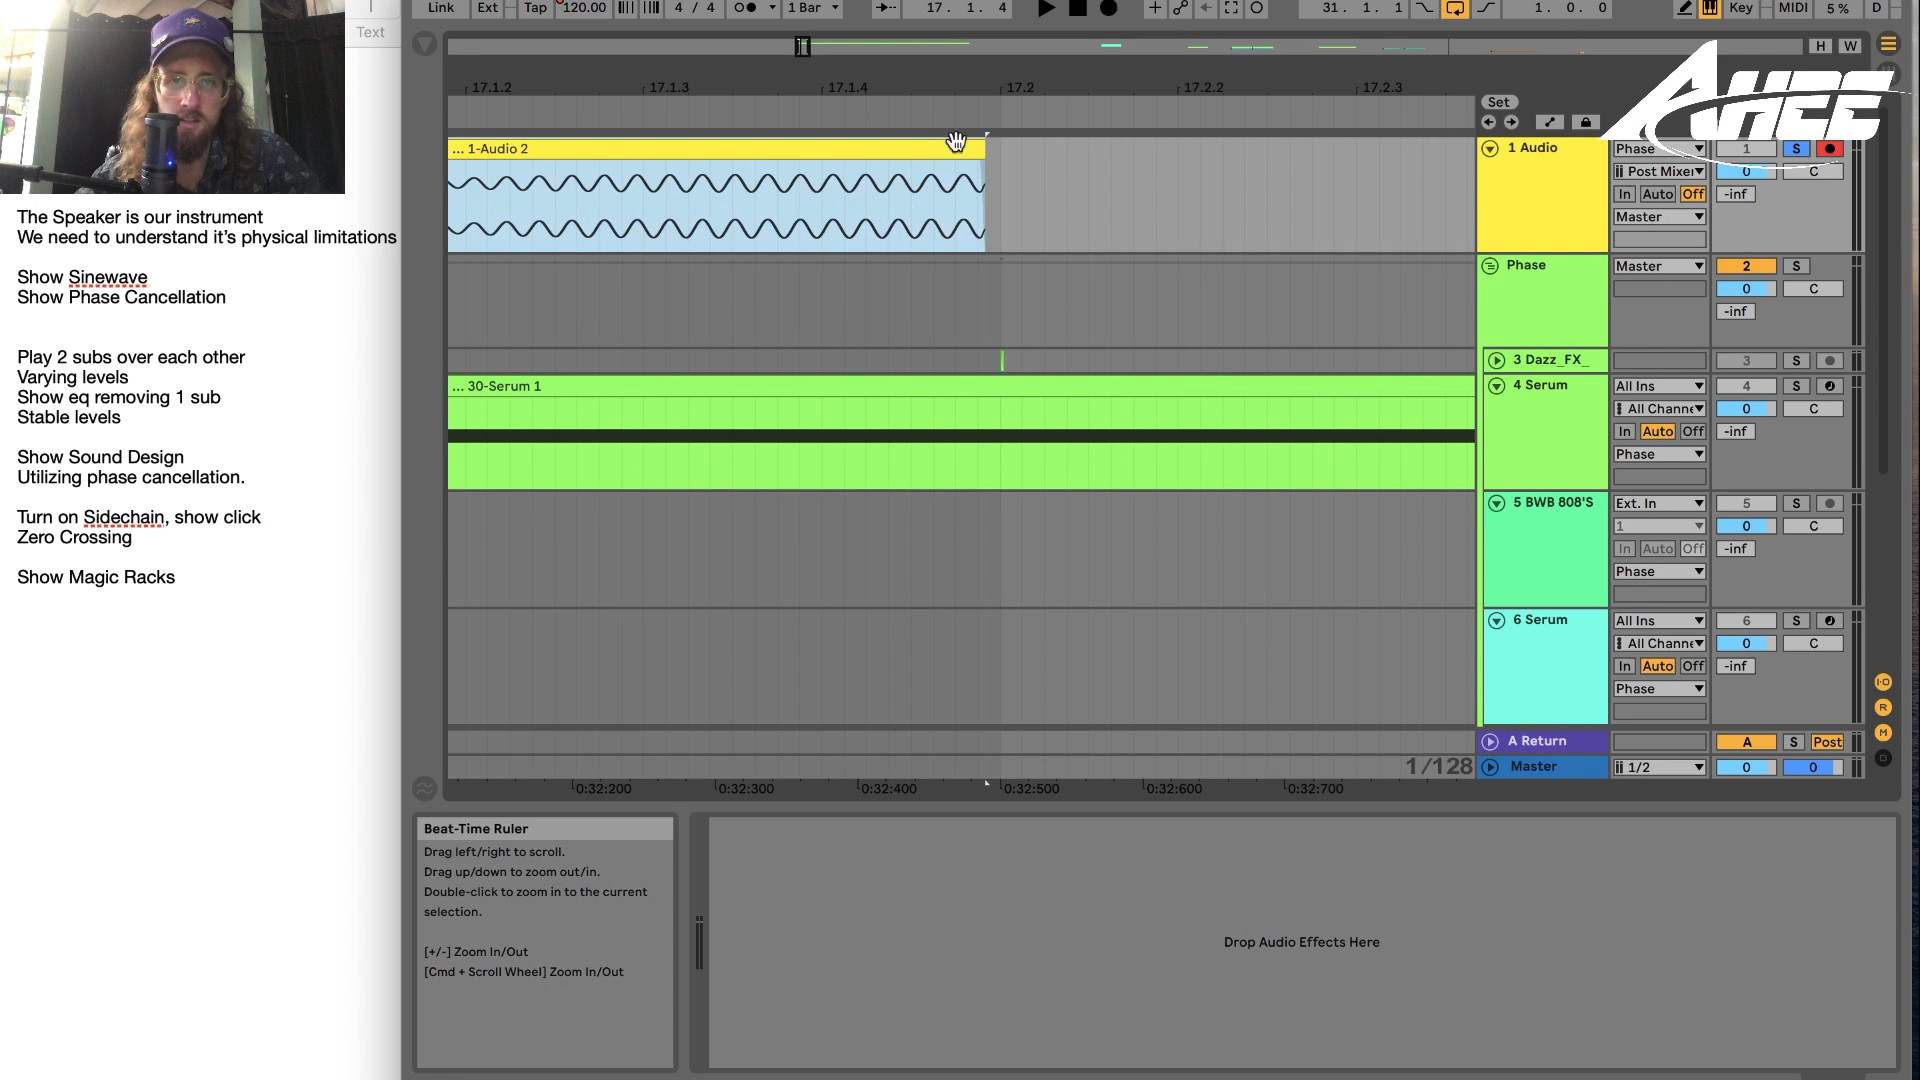 Link Ext Tap 120.00 4 / 4 1 Bar 17. 1. 4 31. 1. 1 1. 0. 0 Key MIDI 5 % D
Text
H W
AHEE
17.1.2 17.1.3 17.1.4 17.2 17.2.2 17.2.3
Set
... 1-Audio 2
1 Audio Phase 1 S
Post Mixer 0 C
In Auto Off -inf
Master
The Speaker is our instrument
We need to understand it's physical limitations
Show Sinewave
Show Phase Cancellation
Play 2 subs over each other
Varying levels
Show eq removing 1 sub
Stable levels
Show Sound Design
Utilizing phase cancellation.
Turn on Sidechain, show click
Zero Crossing
Show Magic Racks
Phase Master 2 S
0 C
-inf
3 Dazz_FX_ 3 S
... 30-Serum 1
4 Serum All Ins 4 S
All Channe 0 C
In Auto Off -inf
Phase
5 BWB 808'S Ext. In 5 S
1 0 C
In Auto Off -inf
Phase
6 Serum All Ins 6 S
All Channe 0 C
In Auto Off -inf
Phase
I·O
R
M
D
A Return A S Post
1/128 Master 1/2 0 0
0:32:200 0:32:300 0:32:400 0:32:500 0:32:600 0:32:700
Beat-Time Ruler
Drag left/right to scroll.
Drag up/down to zoom out/in.
Double-click to zoom in to the current
selection.
[+/-] Zoom In/Out
[Cmd + Scroll Wheel] Zoom In/Out
Drop Audio Effects Here